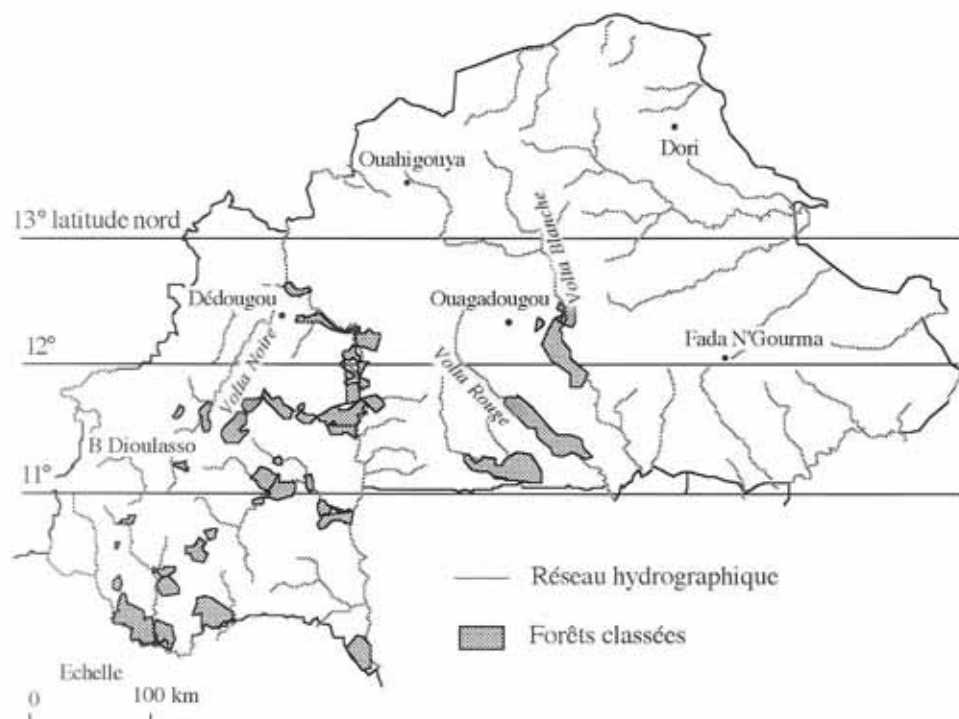 Dori
Ouahigouya
13° latitude nord
Volta Blanche
Dédougou
Ouagadougou
Volta Noire
Fada N'Gourma
12°
Volta Rouge
B Dioulasso
11°
Réseau hydrographique
Forêts classées
Echelle
0
100 km